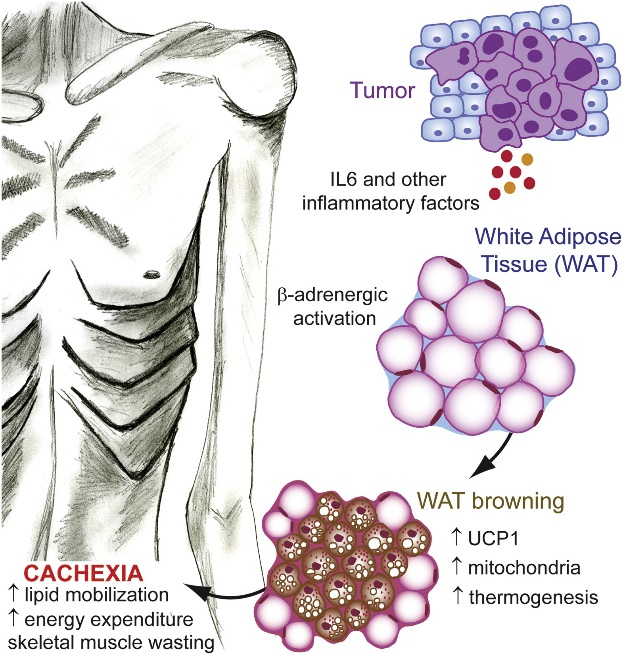 Tumor
IL6 and other
inflammatory factors
White Adipose
Tissue (WAT)
β-adrenergic
activation
WAT browning
↑ UCP1
↑ mitochondria
↑ thermogenesis
CACHEXIA
↑ lipid mobilization
↑ energy expenditure
skeletal muscle wasting